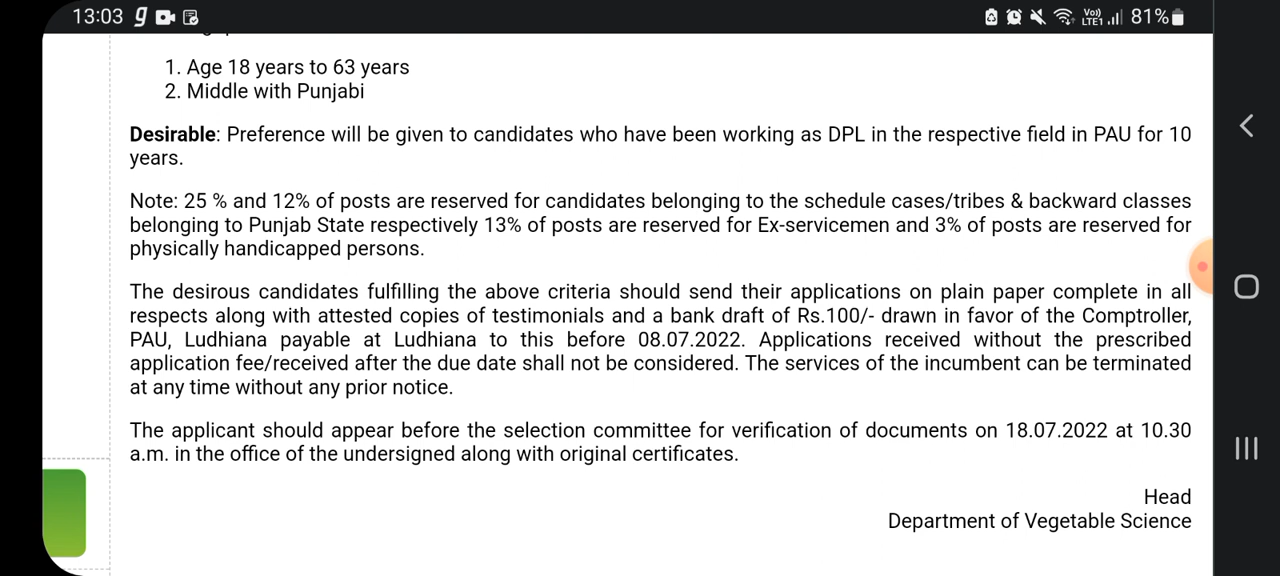 13:03
Vo))
LTE1
81%
1. Age 18 years to 63 years
2. Middle with Punjabi
Desirable: Preference will be given to candidates who have been working as DPL in the respective field in PAU for 10
years.
Note: 25 % and 12% of posts are reserved for candidates belonging to the schedule cases/tribes & backward classes
belonging to Punjab State respectively 13% of posts are reserved for Ex-servicemen and 3% of posts are reserved for
physically handicapped persons.
The desirous candidates fulfilling the above criteria should send their applications on plain paper complete in all
respects along with attested copies of testimonials and a bank draft of Rs.100/- drawn in favor of the Comptroller,
PAU, Ludhiana payable at Ludhiana to this before 08.07.2022. Applications received without the prescribed
application fee/received after the due date shall not be considered. The services of the incumbent can be terminated
at any time without any prior notice.
The applicant should appear before the selection committee for verification of documents on 18.07.2022 at 10.30
a.m. in the office of the undersigned along with original certificates.
Head
Department of Vegetable Science